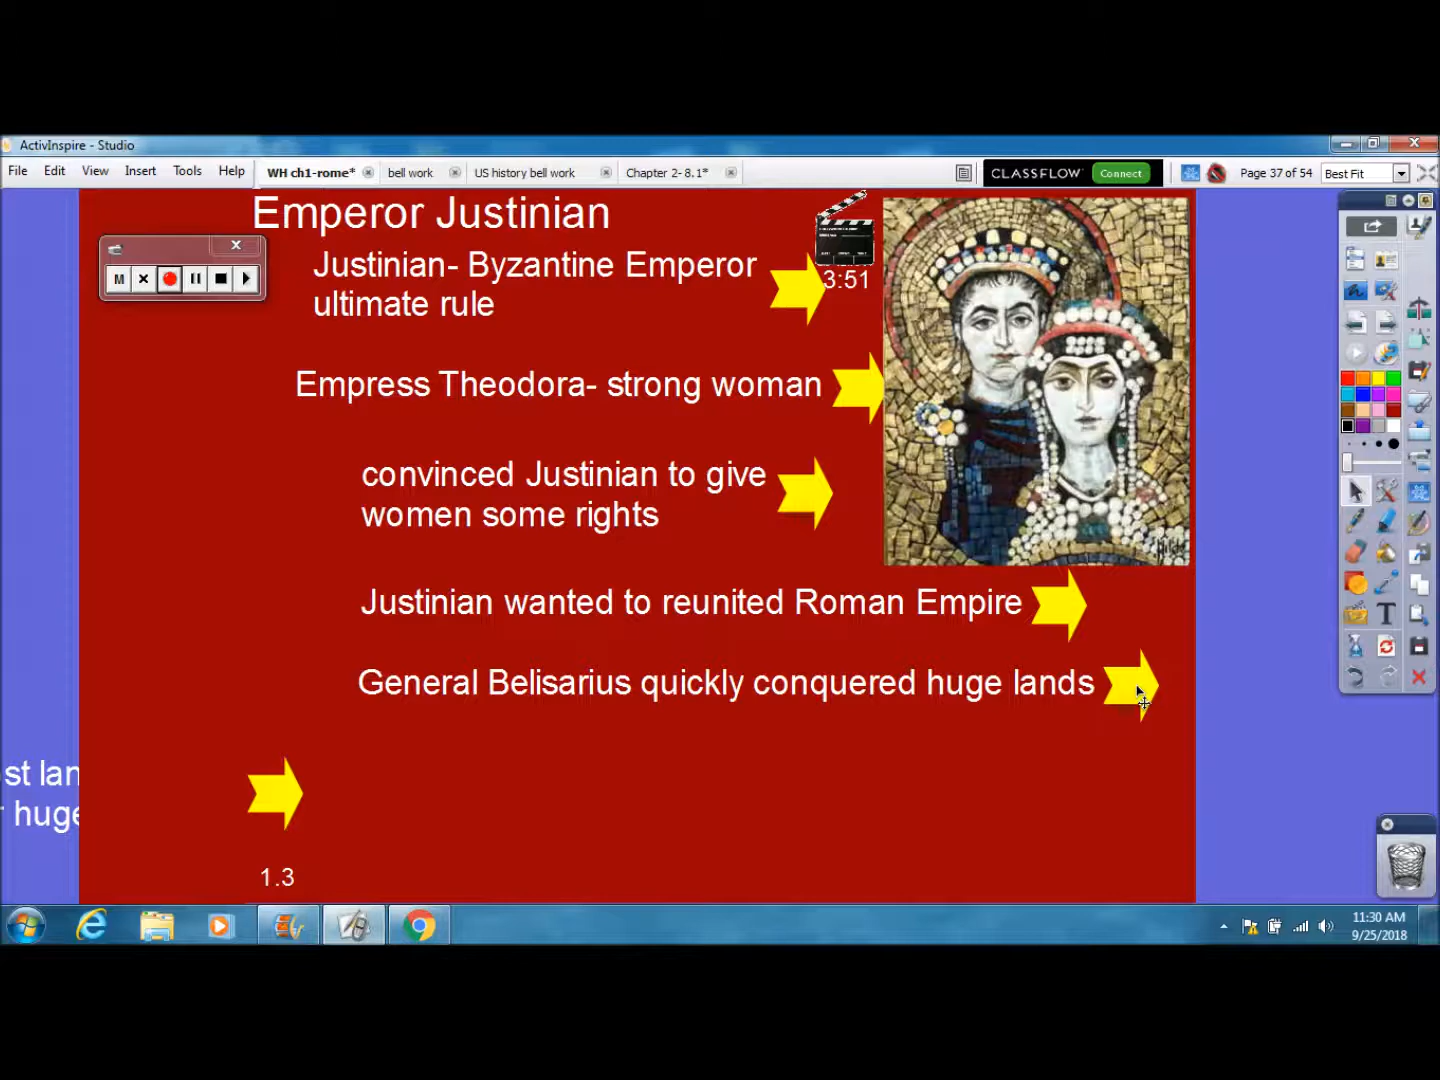 ActivInspire - Studio
File Edit View Insert Tools Help
WH ch1-rome* bell work US history bell work Chapter 2- 8.1*
CLASSFLOW Connect
Page 37 of 54 Best Fit
Emperor Justinian
M
Justinian- Byzantine Emperor
ultimate rule
3:51
Empress Theodora- strong woman
convinced Justinian to give
women some rights
Justinian wanted to reunited Roman Empire
General Belisarius quickly conquered huge lands
st lan
huge
1.3
T
11:30 AM
9/25/2018